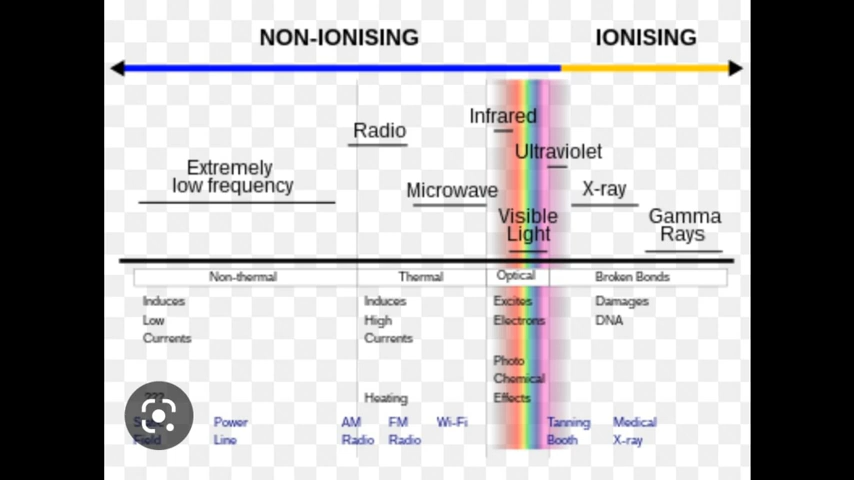 NON-IONISING IONISING
Infrared
Radio
Ultraviolet
Extremely
low frequency
Microwave
X-ray
Visible
Light
Gamma
Rays
Non-thermal Thermal Optical Broken Bonds
Induces Induces Excites Damages
Low High Electrons DNA
Currents Currents
Photo
Chemical
??? Heating Effects
Power AM FM Wi-Fi Tanning Medical
Field Line Radio Radio Booth X-ray